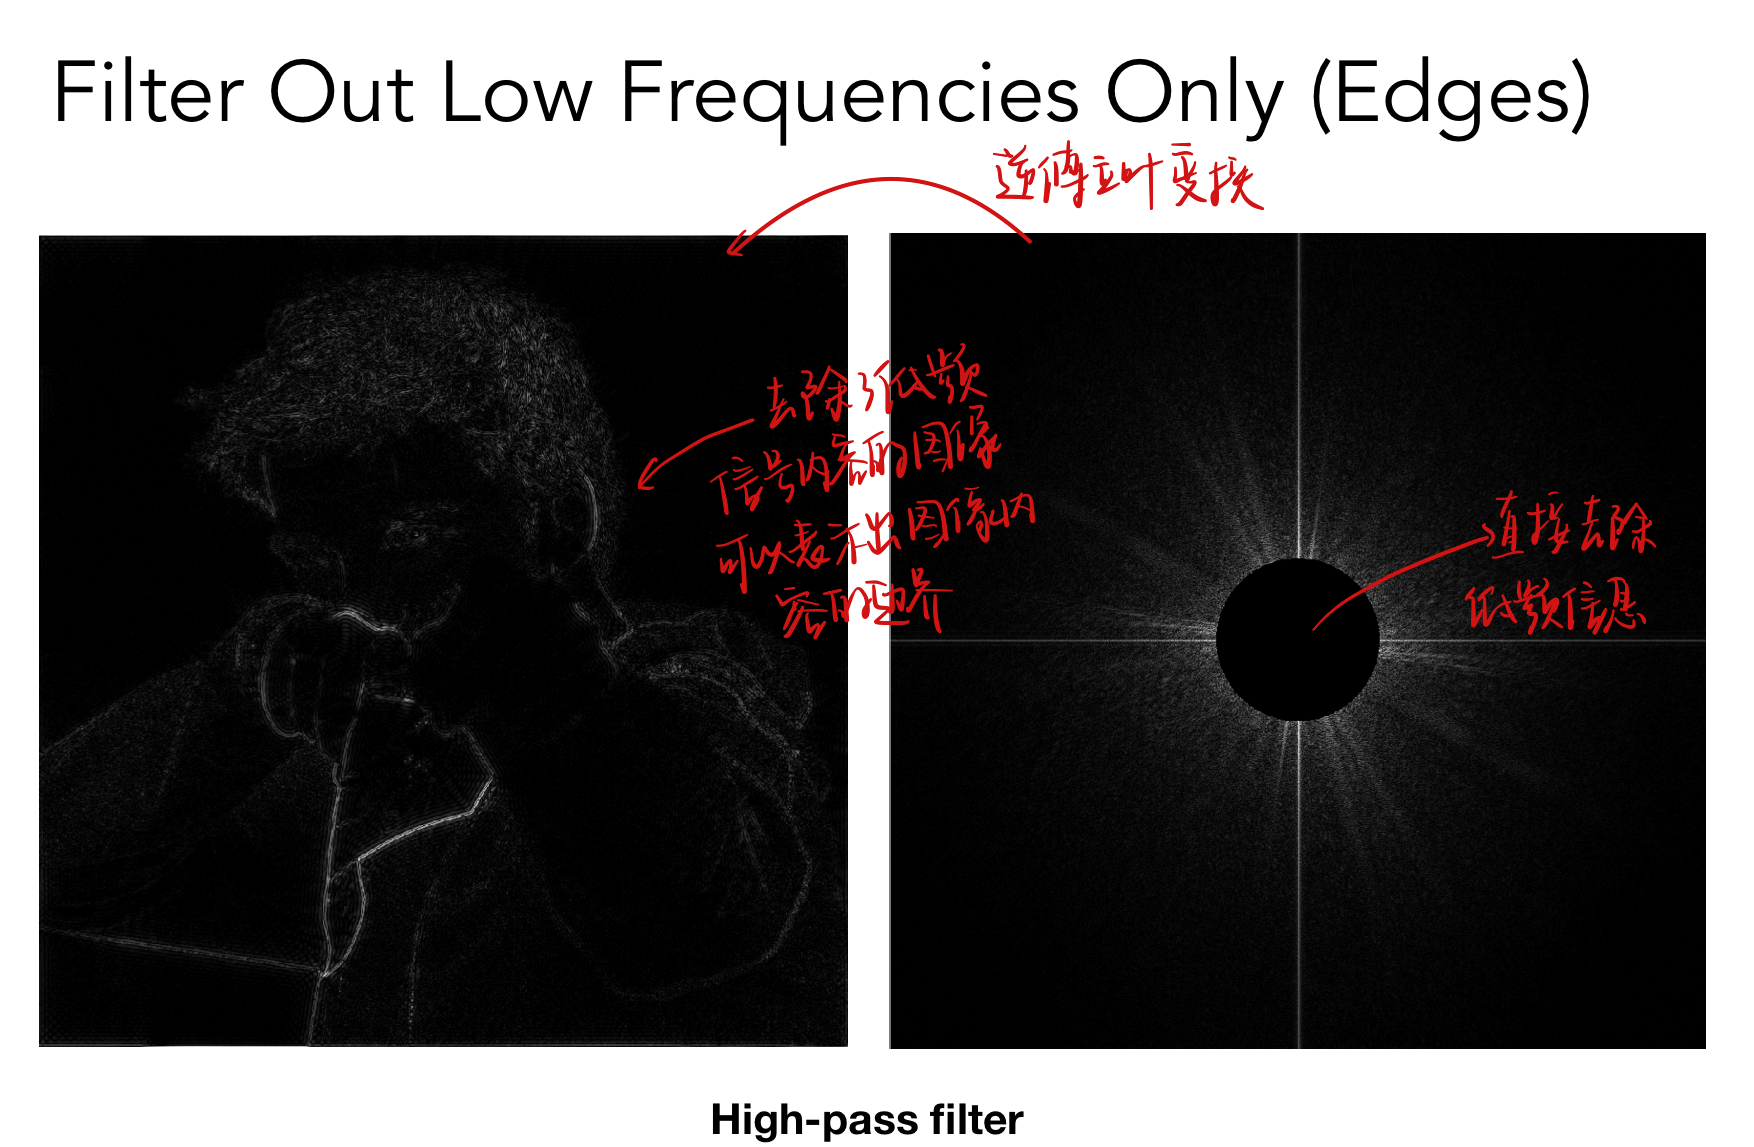 Filter Out Low Frequencies Only (Edges)
逆傅立叶变换
去除了低频
信号内容的图像
可以表示出图像内
容的边界
直接去除
低频信息
High-pass filter